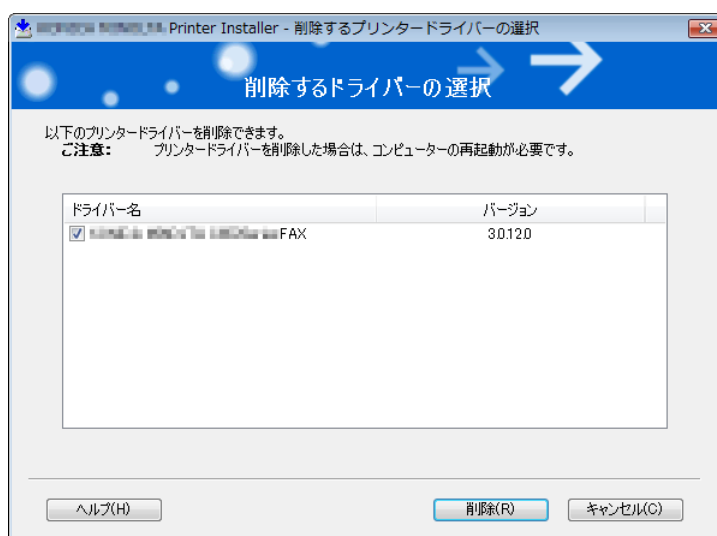 Printer Installer - 削除するプリンタードライバーの選択
削除するドライバーの選択
以下のプリンタードライバーを削除できます。
ご注意: プリンタードライバーを削除した場合は、コンピューターの再起動が必要です。
ドライバー名 バージョン
FAX 3.0.12.0
ヘルプ(H) 削除(R) キャンセル(C)